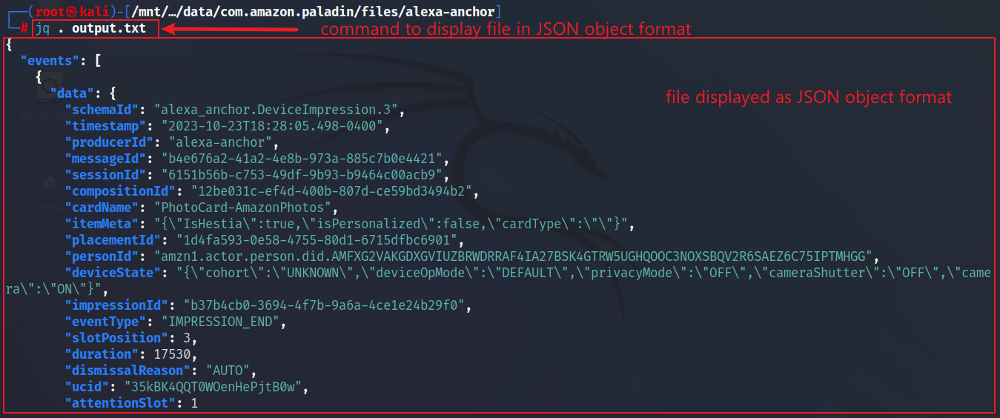 ┌──(root㉿kali)-[/mnt/…/data/com.amazon.paladin/files/alexa-anchor]
└─# jq . output.txt command to display file in JSON object format
{
"events": [
{
"data": {
file displayed as JSON object format
"schemaId": "alexa_anchor.DeviceImpression.3",
File System
"timestamp": "2023-10-23T18:28:05.498-0400",
"producerId": "alexa-anchor",
"messageId": "b4e676a2-41a2-4e8b-973a-885c7b0e4421",
"sessionId": "6151b56b-c753-49df-9b93-b9464c00acb9",
"compositionId": "12be031c-ef4d-400b-807d-ce59bd3494b2",
"cardName": "PhotoCard-AmazonPhotos",
Home
"itemMeta": "{\"IsHestia\":true,\"isPersonalized\":false,\"cardType\":\"\"}",
"placementId": "1d4fa593-0e58-4755-80d1-6715dfbc6901",
"personId": "amzn1.actor.person.did.AMFXG2VAKGDXGVIUZBRWDRRAF4IA27BSK4GTRW5UGHQOOC3NOXSBQV2R6SAEZ6C75IPTMHGG",
"deviceState": "{\"cohort\":\"UNKNOWN\",\"deviceOpMode\":\"DEFAULT\",\"privacyMode\":\"OFF\",\"cameraShutter\":\"OFF\",\"came
ra\":\"ON\"}",
"impressionId": "b37b4cb0-3694-4f7b-9a6a-4ce1e24b29f0",
"eventType": "IMPRESSION_END",
"slotPosition": 3,
"duration": 17530,
"dismissalReason": "AUTO",
"ucid": "35kBK4QQT0WOenHePjtB0w",
"attentionSlot": 1